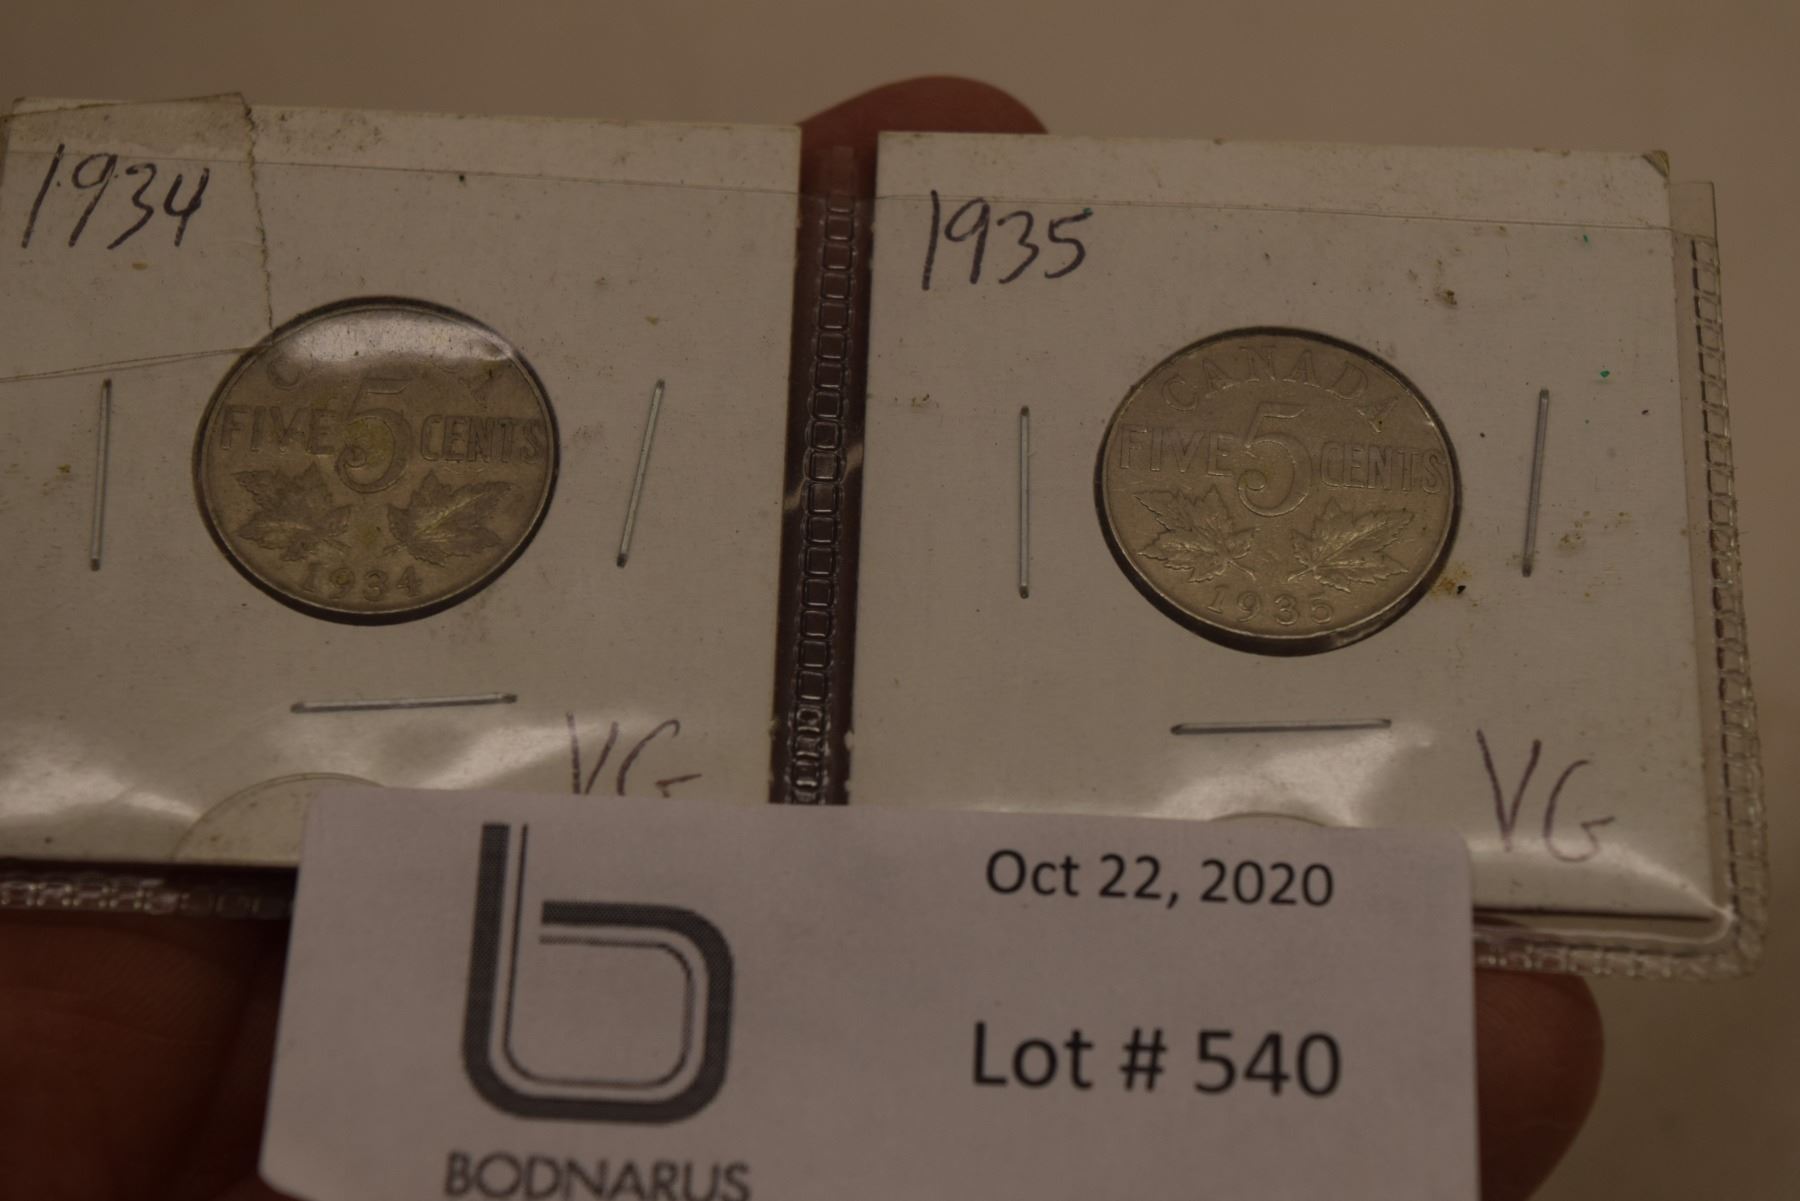 1934
FIVE 5 CENTS
1934
VG
1935
CANADA
FIVE 5 CENTS
1935
VG
Oct 22, 2020
Lot # 540
b
BODNARUS